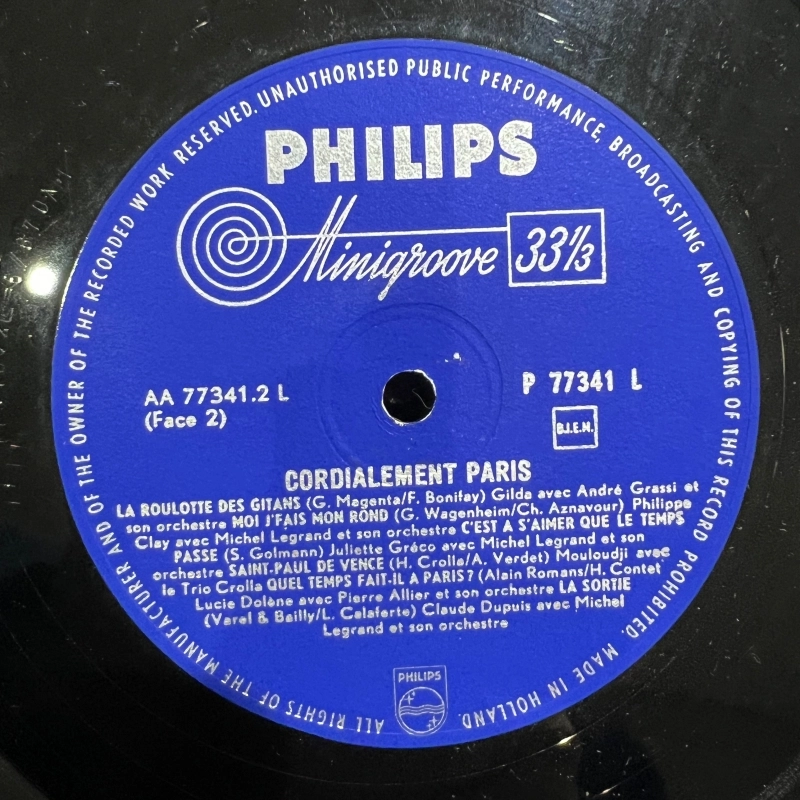 ALL RIGHTS OF THE MANUFACTURER AND OF THE OWNER OF THE RECORDED WORK RESERVED. UNAUTHORISED PUBLIC PERFORMANCE, BROADCASTING AND COPYING OF THIS RECORD PROHIBITED. MADE IN HOLLAND.
PHILIPS
Minigroove 33⅓
AA 77341.2 L
(Face 2)
P 77341 L
B.I.E.M.
CORDIALEMENT PARIS
LA ROULOTTE DES GITANS (G. Magenta/F. Bonifay) Gilda avec André Grassi et
son orchestre MOI J'FAIS MON ROND (G. Wagenheim/Ch. Aznavour) Philippe
Clay avec Michel Legrand et son orchestre C'EST A S'AIMER QUE LE TEMPS
PASSE (S. Golmann) Juliette Gréco avec Michel Legrand et son
orchestre SAINT-PAUL DE VENCE (H. Crolla/A. Verdet) Mouloudji avec
le Trio Crolla QUEL TEMPS FAIT-IL A PARIS? (Alain Romans/H. Contet
Lucie Dolène avec Pierre Allier et son orchestre LA SORTIE
(Varel & Bailly/L. Calaferte) Claude Dupuis avec Michel
Legrand et son orchestre
PHILIPS